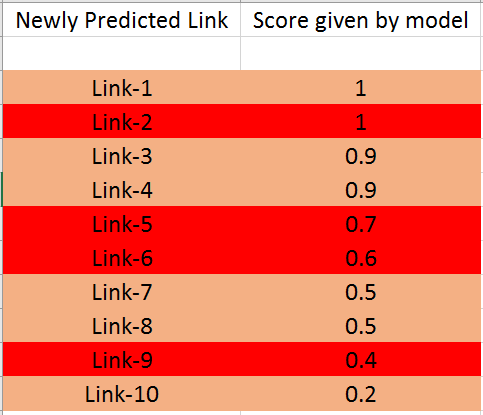 Newly Predicted Link Score given by model
Link-1 1
Link-2 1
Link-3 0.9
Link-4 0.9
Link-5 0.7
Link-6 0.6
Link-7 0.5
Link-8 0.5
Link-9 0.4
Link-10 0.2